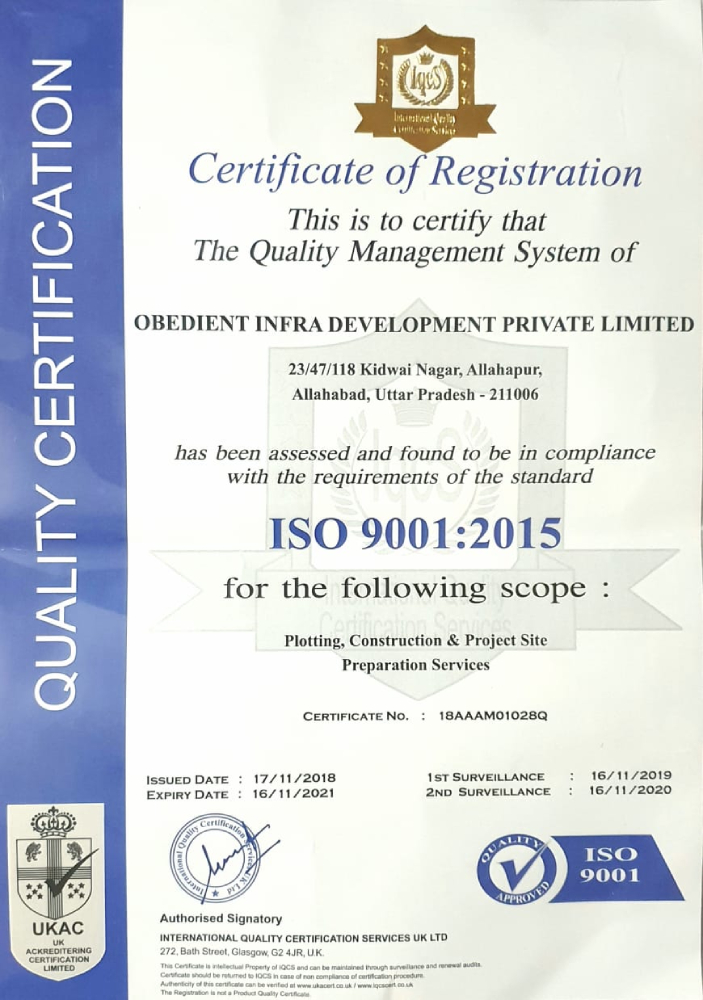 QUALITY CERTIFICATION
IqcS
International Quality
Certification Services
Certificate of Registration
This is to certify that
The Quality Management System of
OBEDIENT INFRA DEVELOPMENT PRIVATE LIMITED
23/47/118 Kidwai Nagar, Allahapur,
Allahabad, Uttar Pradesh - 211006
has been assessed and found to be in compliance
with the requirements of the standard
ISO 9001:2015
for the following scope :
IqcS
International Quality
Certification Services
Plotting, Construction & Project Site
Preparation Services
CERTIFICATE NO. : 18AAAM01028Q
ISSUED DATE : 17/11/2018
EXPIRY DATE : 16/11/2021
1ST SURVEILLANCE : 16/11/2019
2ND SURVEILLANCE : 16/11/2020
International Quality Certification Services U K Ltd
QUALITY
APPROVED
ISO
9001
UKAC
UK
ACKREDITERING
CERTIFICATION
LIMITED
Authorised Signatory
INTERNATIONAL QUALITY CERTIFICATION SERVICES UK LTD
272, Bath Street, Glasgow, G2 4JR, U.K.
This Certificate is intellectual Property of IQCS and can be maintained through surveillance and renewal audits.
Certificate should be returned to IQCS in case of non compliance of certification procedure.
Authenticity of this certificate can be verified at www.ukacert.co.uk / www.iqcscert.co.uk
The Registration is not a Product Quality Certificate.